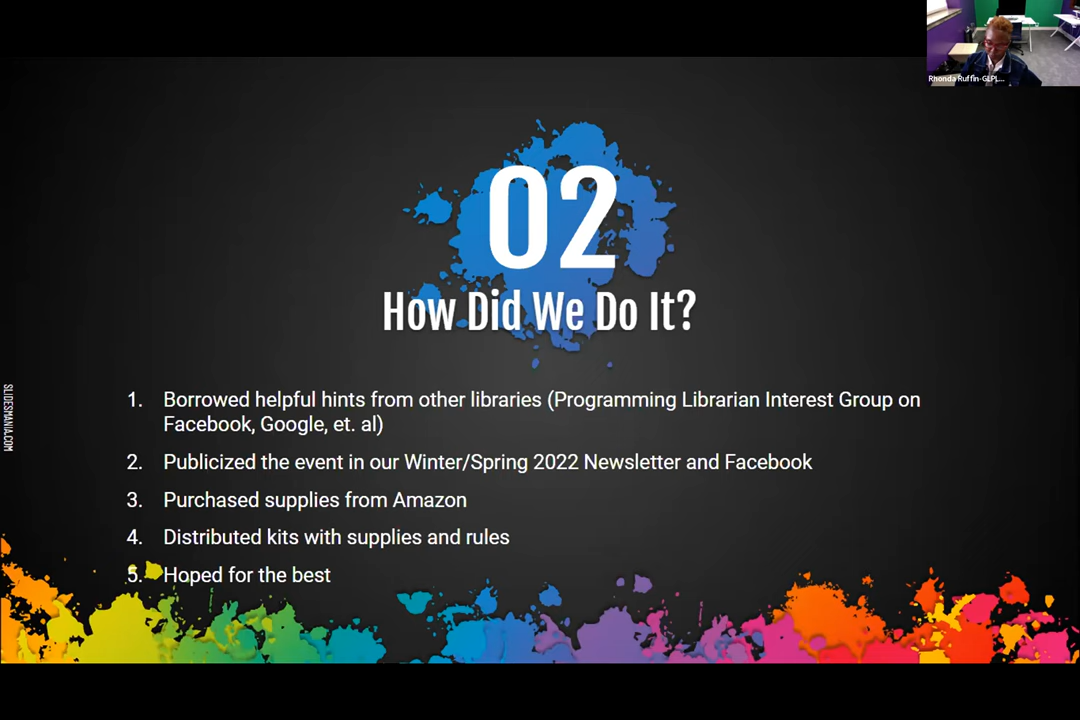 Rhonda Ruffin-GLPL...
02
How Did We Do It?
1. Borrowed helpful hints from other libraries (Programming Librarian Interest Group on
Facebook, Google, et. al)
2. Publicized the event in our Winter/Spring 2022 Newsletter and Facebook
3. Purchased supplies from Amazon
4. Distributed kits with supplies and rules
5. Hoped for the best
SLIDESMANIA.COM